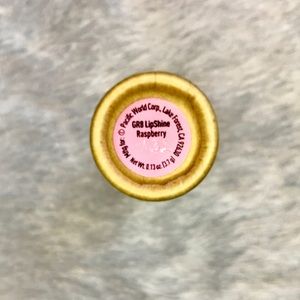 © Pacific World Corp., Lake Forest, CA 92630
GR8 LipShine
Raspberry
Net Wt. 0.13 oz. (3.7 g)